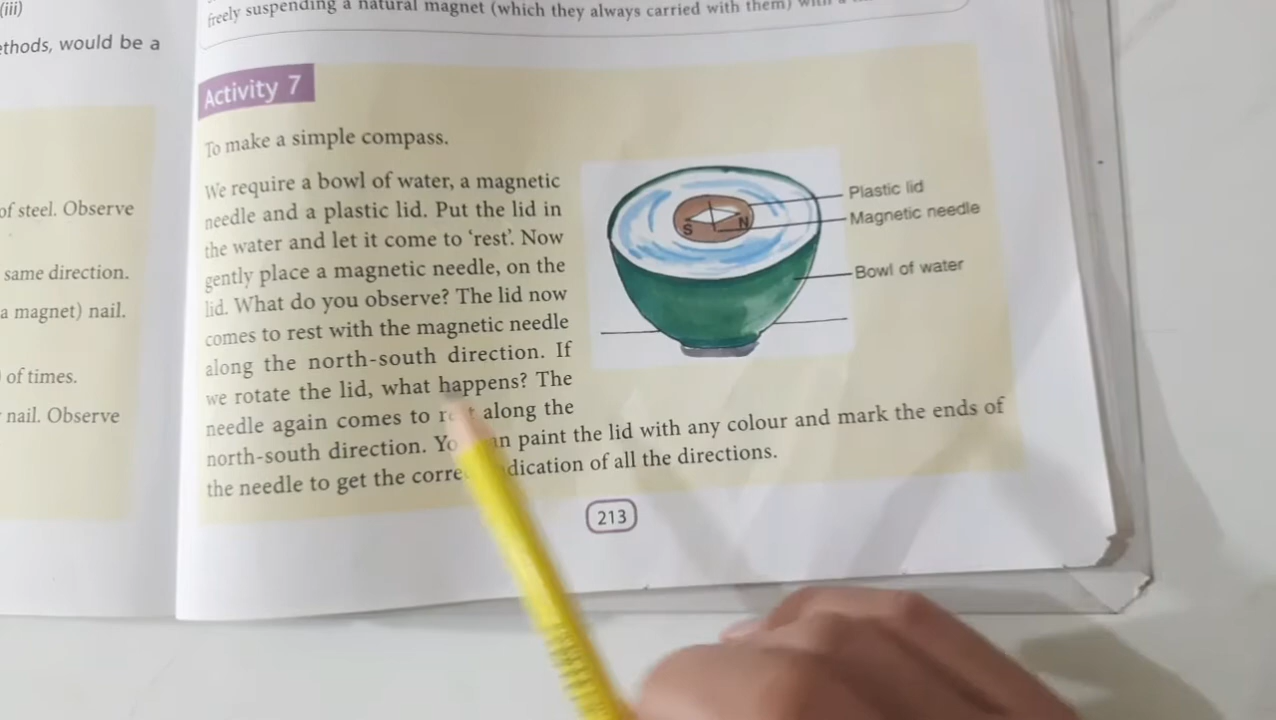 (iii)
ethods, would be a
of steel. Observe
same direction.
a magnet) nail.
of times.
nail. Observe
freely suspending a natural magnet (which they always carried with them)
Activity 7
To make a simple compass.
We require a bowl of water, a magnetic
needle and a plastic lid. Put the lid in
the water and let it come to ‘rest’. Now
gently place a magnetic needle, on the
lid. What do you observe? The lid now
comes to rest with the magnetic needle
along the north-south direction. If
we rotate the lid, what happens? The
needle again comes to along the
north-south direction. paint the lid with any colour and mark the ends of
the needle to get the of all the directions.
Plastic lid
Magnetic needle
S N
Bowl of water
213